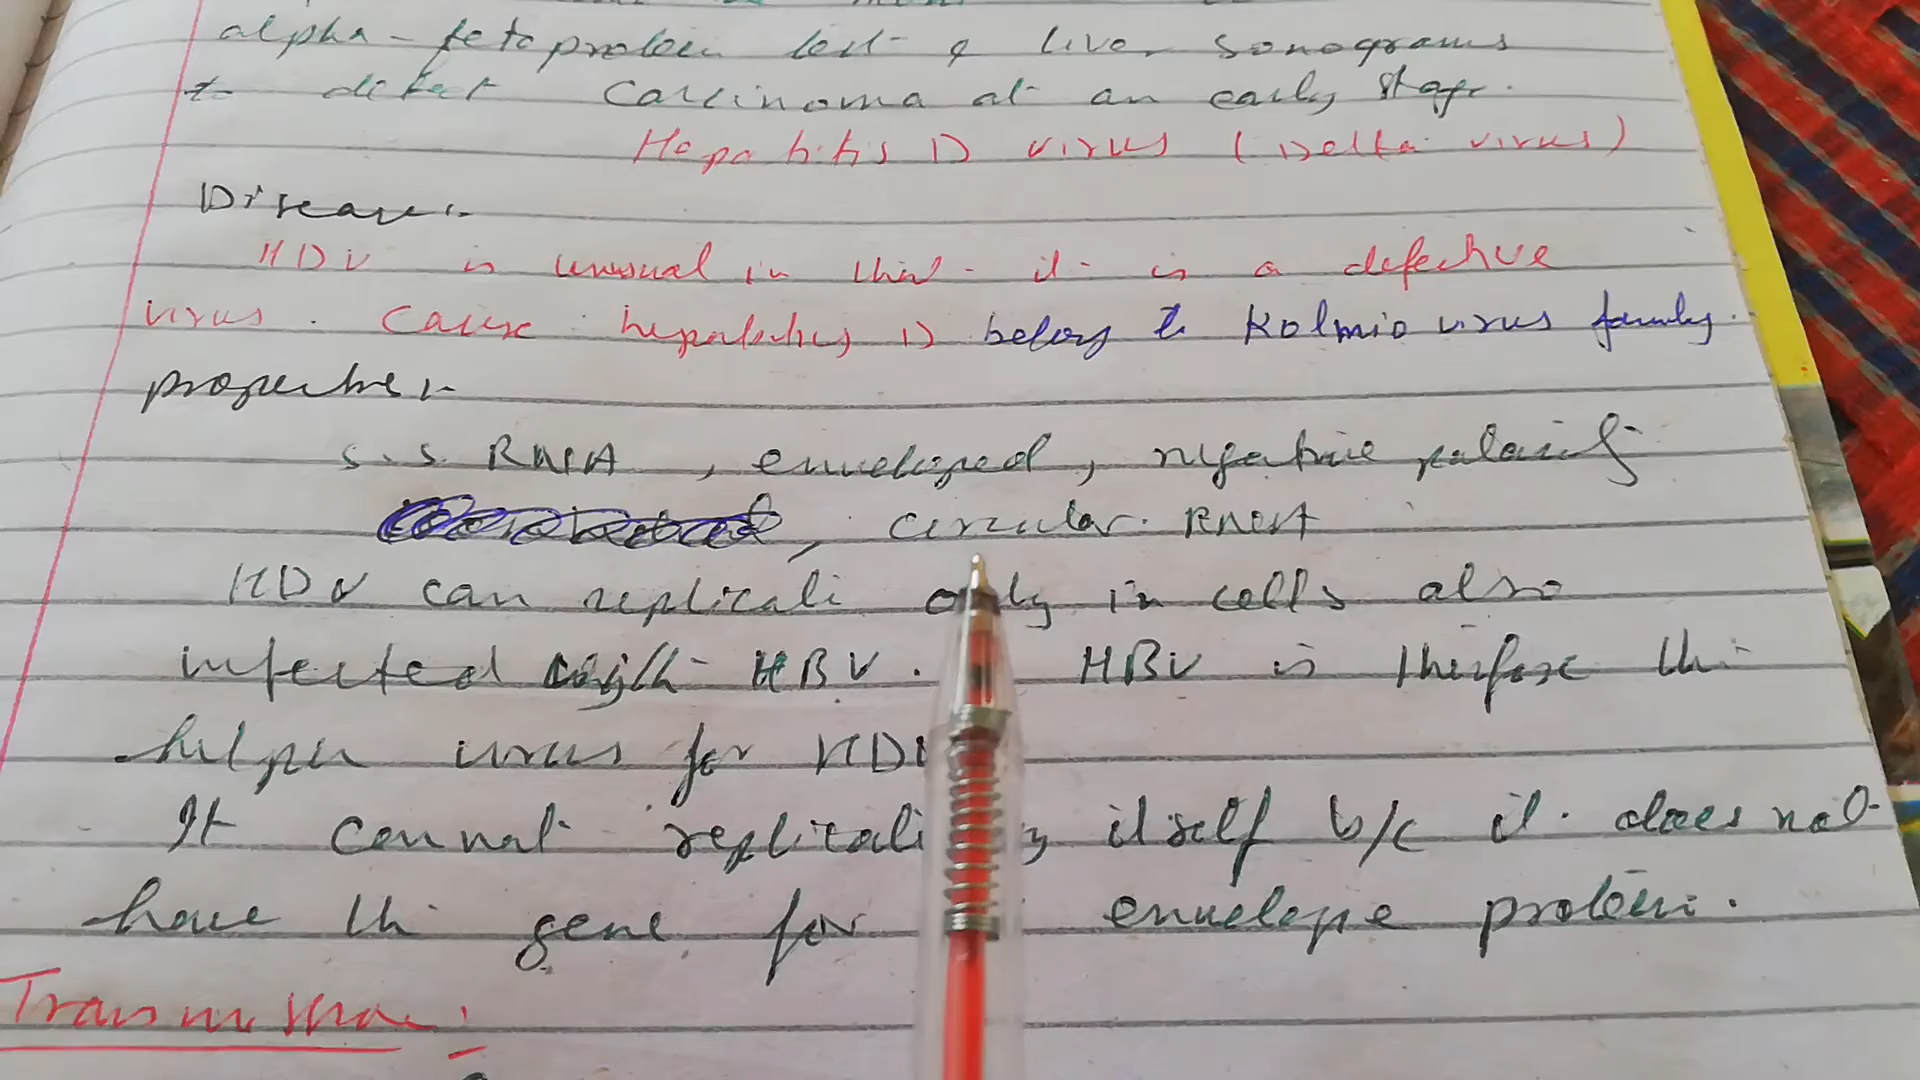 alpha-fetoprotein test & liver sonograms
to detect carcinoma at an early stage.
Hepatitis D virus (Delta virus)
Disease:-
HDV is unusual in that it is a defective
virus. Cause hepatitis D belong to Kolmio virus family.
properties:-
s.s RNA, enveloped, negative polarity
, circular RNA
HDV can replicate only in cells also
infected with HBV. HBV is therefore the
helper virus for HDV
It cannot replicate by itself b/c it does not
have the gene for envelope protein.
Transmission: